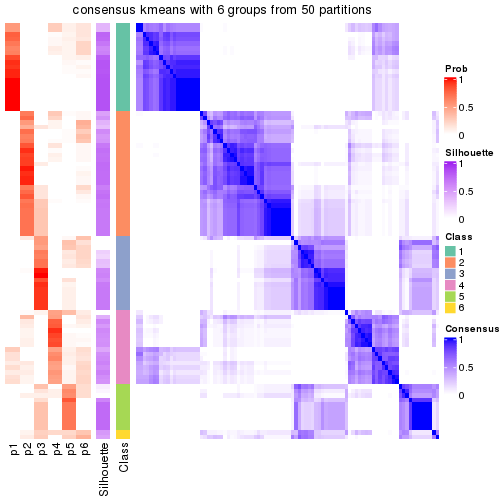 consensus kmeans with 6 groups from 50 partitions
Prob
1
0.5
0
Silhouette
1
0.5
0
Class
1
2
3
4
5
6
Consensus
1
0.5
0
p1
p2
p3
p4
p5
p6
Silhouette
Class